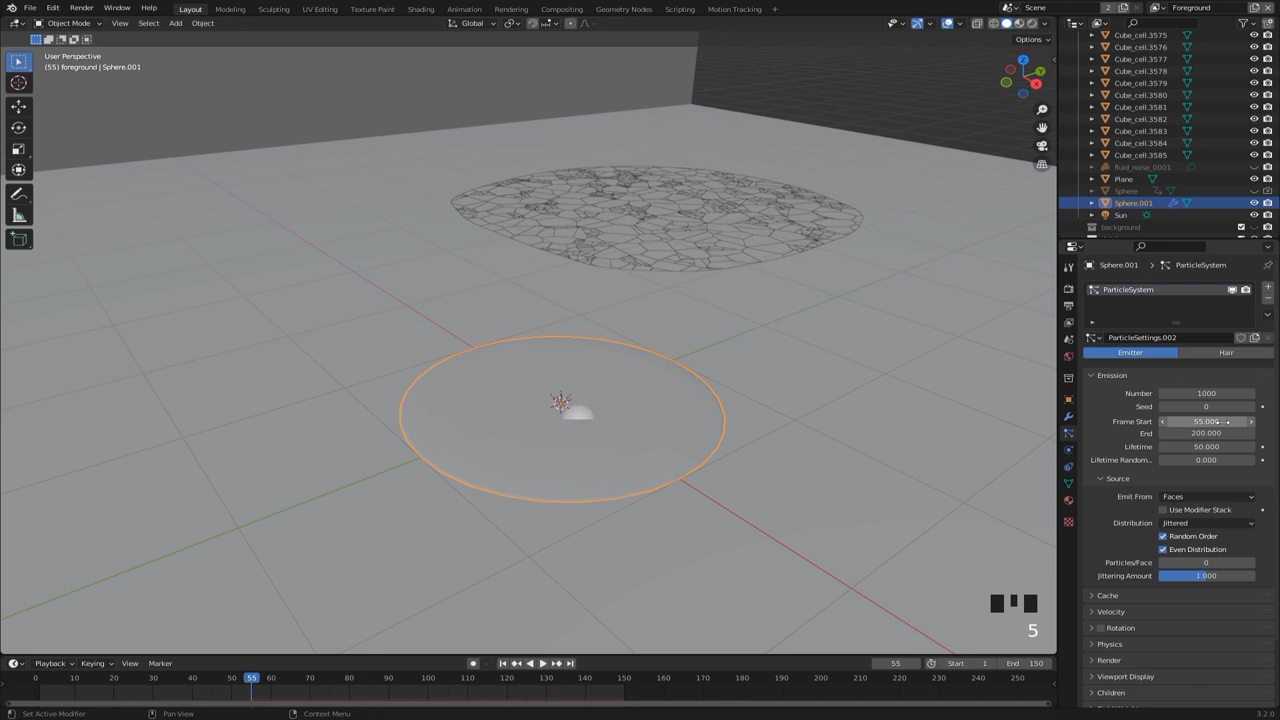 File Edit Render Window Help
Layout Modeling Sculpting UV Editing Texture Paint Shading Animation Rendering Compositing Geometry Nodes Scripting
Scene 2 Foreground
Object Mode View Select Add Object
Global
Options
User Perspective
(55) foreground | Sphere.001
Cube_cell.3575
Cube_cell.3576
Cube_cell.3577
Cube_cell.3578
Cube_cell.3579
Cube_cell.3580
Cube_cell.3581
Cube_cell.3582
Cube_cell.3583
Cube_cell.3584
Cube_cell.3585
fluid_noise_0001
Plane
Sphere
Sphere.001
Sun
background
Sphere.001 ParticleSystem
ParticleSystem
ParticleSettings.002
Emitter Hair
Emission
Number 1000
Seed 0
Frame Start 55.000
End 200.000
Lifetime 50.000
Lifetime Random... 0.000
Source
Emit From Faces
Use Modifier Stack
Distribution Jittered
Random Order
Even Distribution
Particles/Face 0
Jittering Amount 1.000
Cache
Velocity
Rotation
Physics
Render
Viewport Display
Children
Z
Y
X
5
Playback Keying View Marker
55 Start 1 End 150
0 10 20 30 40 55 60 70 80 90 100 110 120 130 140 150 160 170 180 190 200 210 220 230 240 250
Set Active Modifier Pan View Context Menu
3.2.0